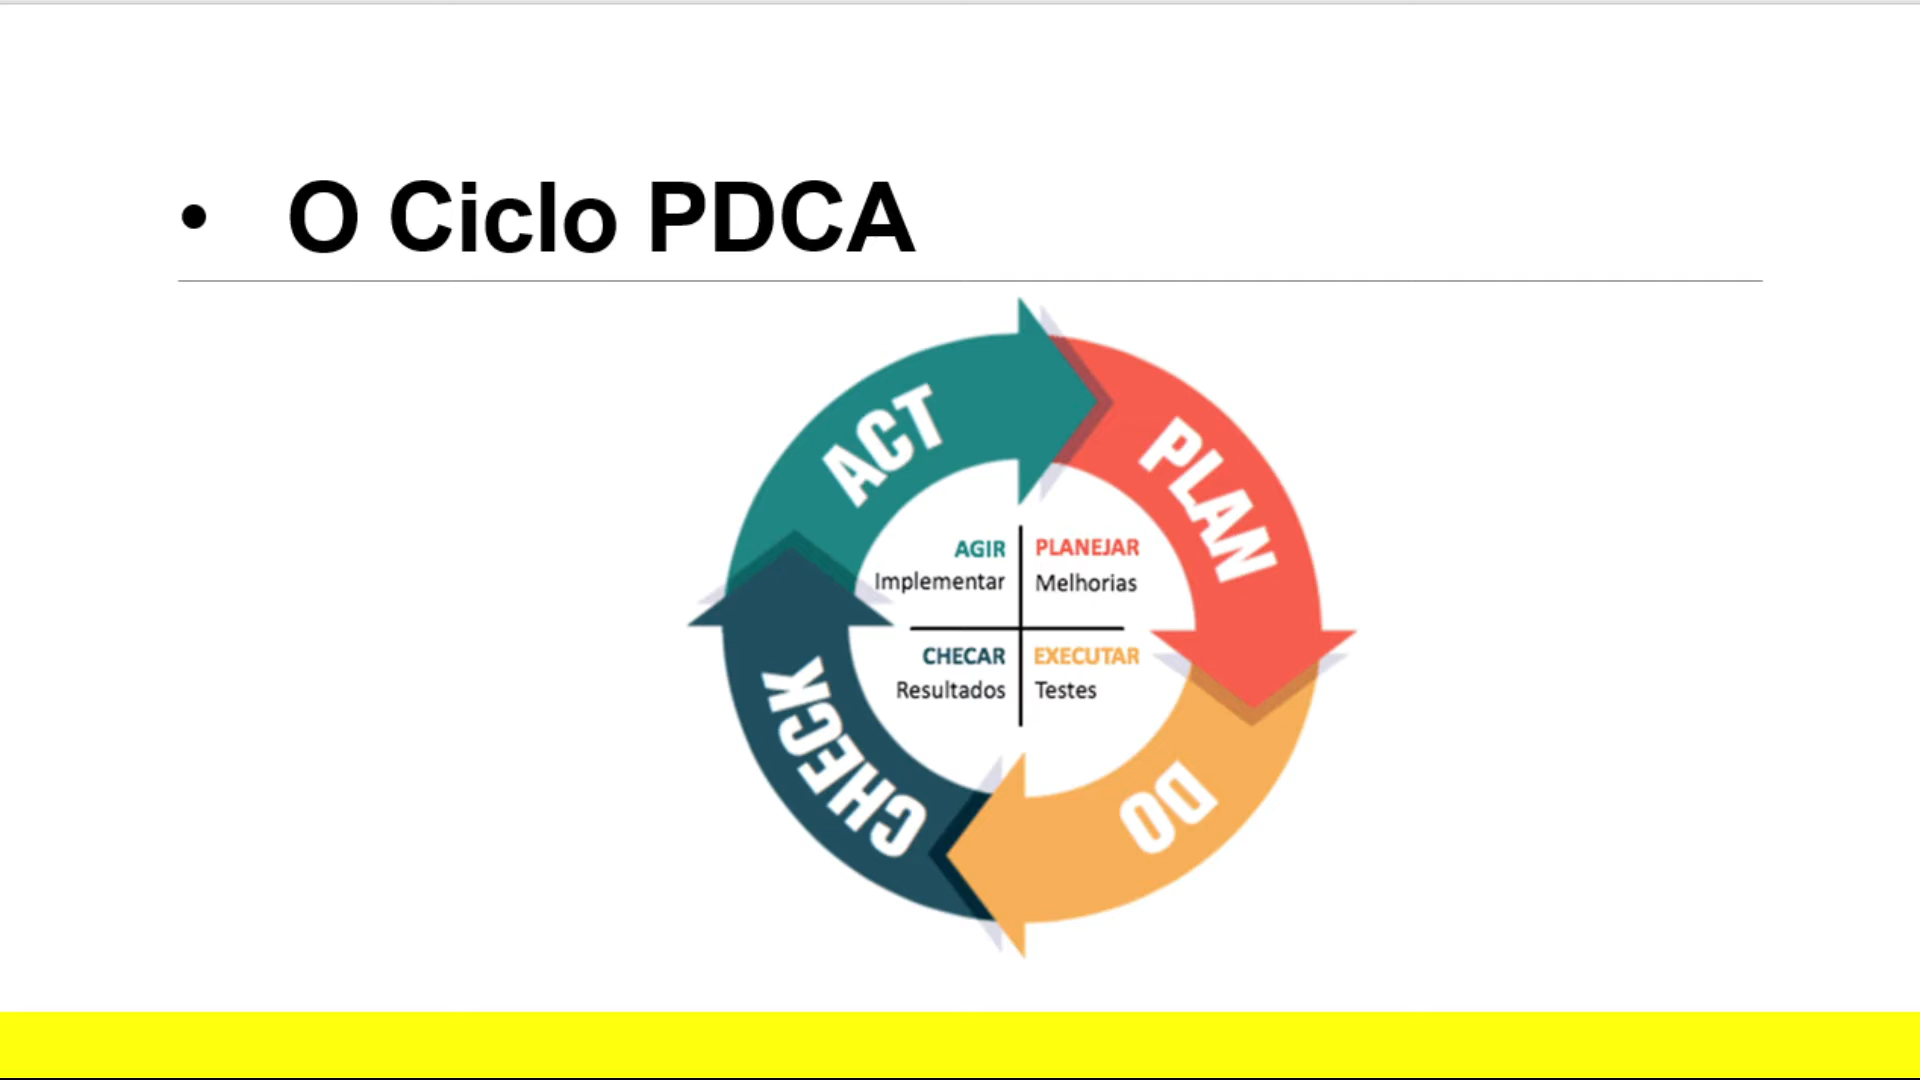 • O Ciclo PDCA
ACT
PLAN
AGIR
Implementar
PLANEJAR
Melhorias
CHECAR
Resultados
EXECUTAR
Testes
CHECK
DO